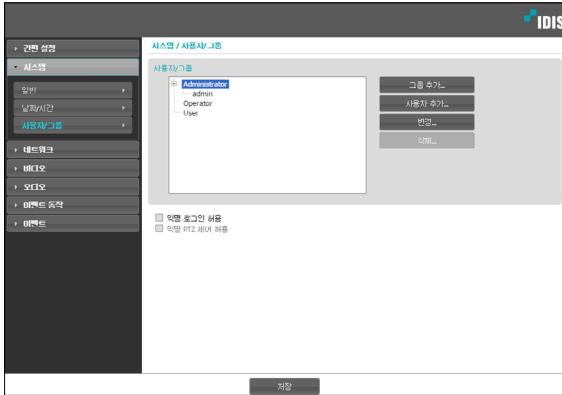 IDIS
간편 설정
시스템
일반
날짜/시간
사용자/그룹
네트워크
비디오
오디오
이벤트 동작
이벤트
시스템 / 사용자/그룹
사용자/그룹
Administrator
admin
Operator
User
그룹 추가...
사용자 추가...
변경...
삭제...
익명 로그인 허용
익명 PTZ 제어 허용
저장